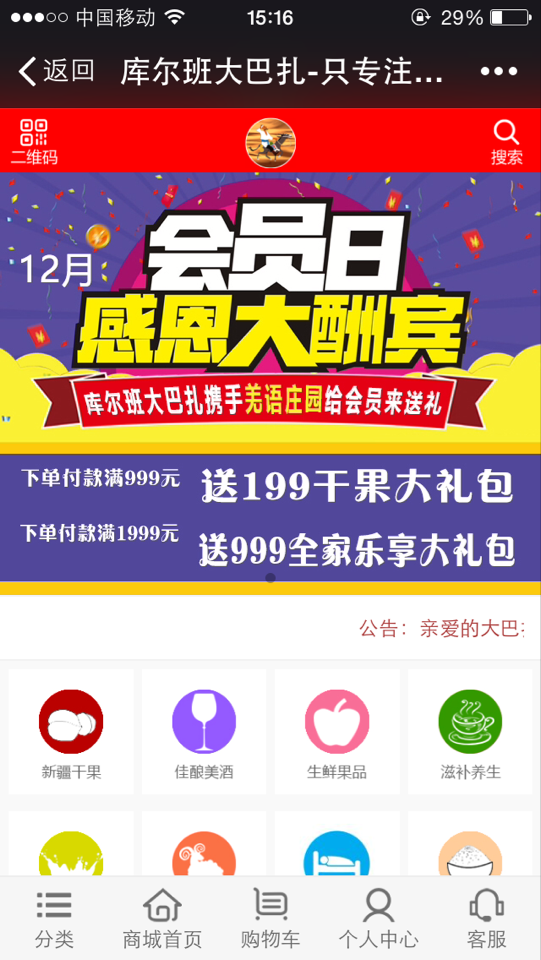 中国移动
15:16
29%
返回
库尔班大巴扎-只专注...
二维码
搜索
12月
会员日
感恩大酬宾
库尔班大巴扎携手羌语庄园给会员来送礼
下单付款满999元
送199干果大礼包
下单付款满1999元
送999全家乐享大礼包
公告：亲爱的大巴
新疆干果
佳酿美酒
生鲜果品
滋补养生
分类
商城首页
购物车
个人中心
客服